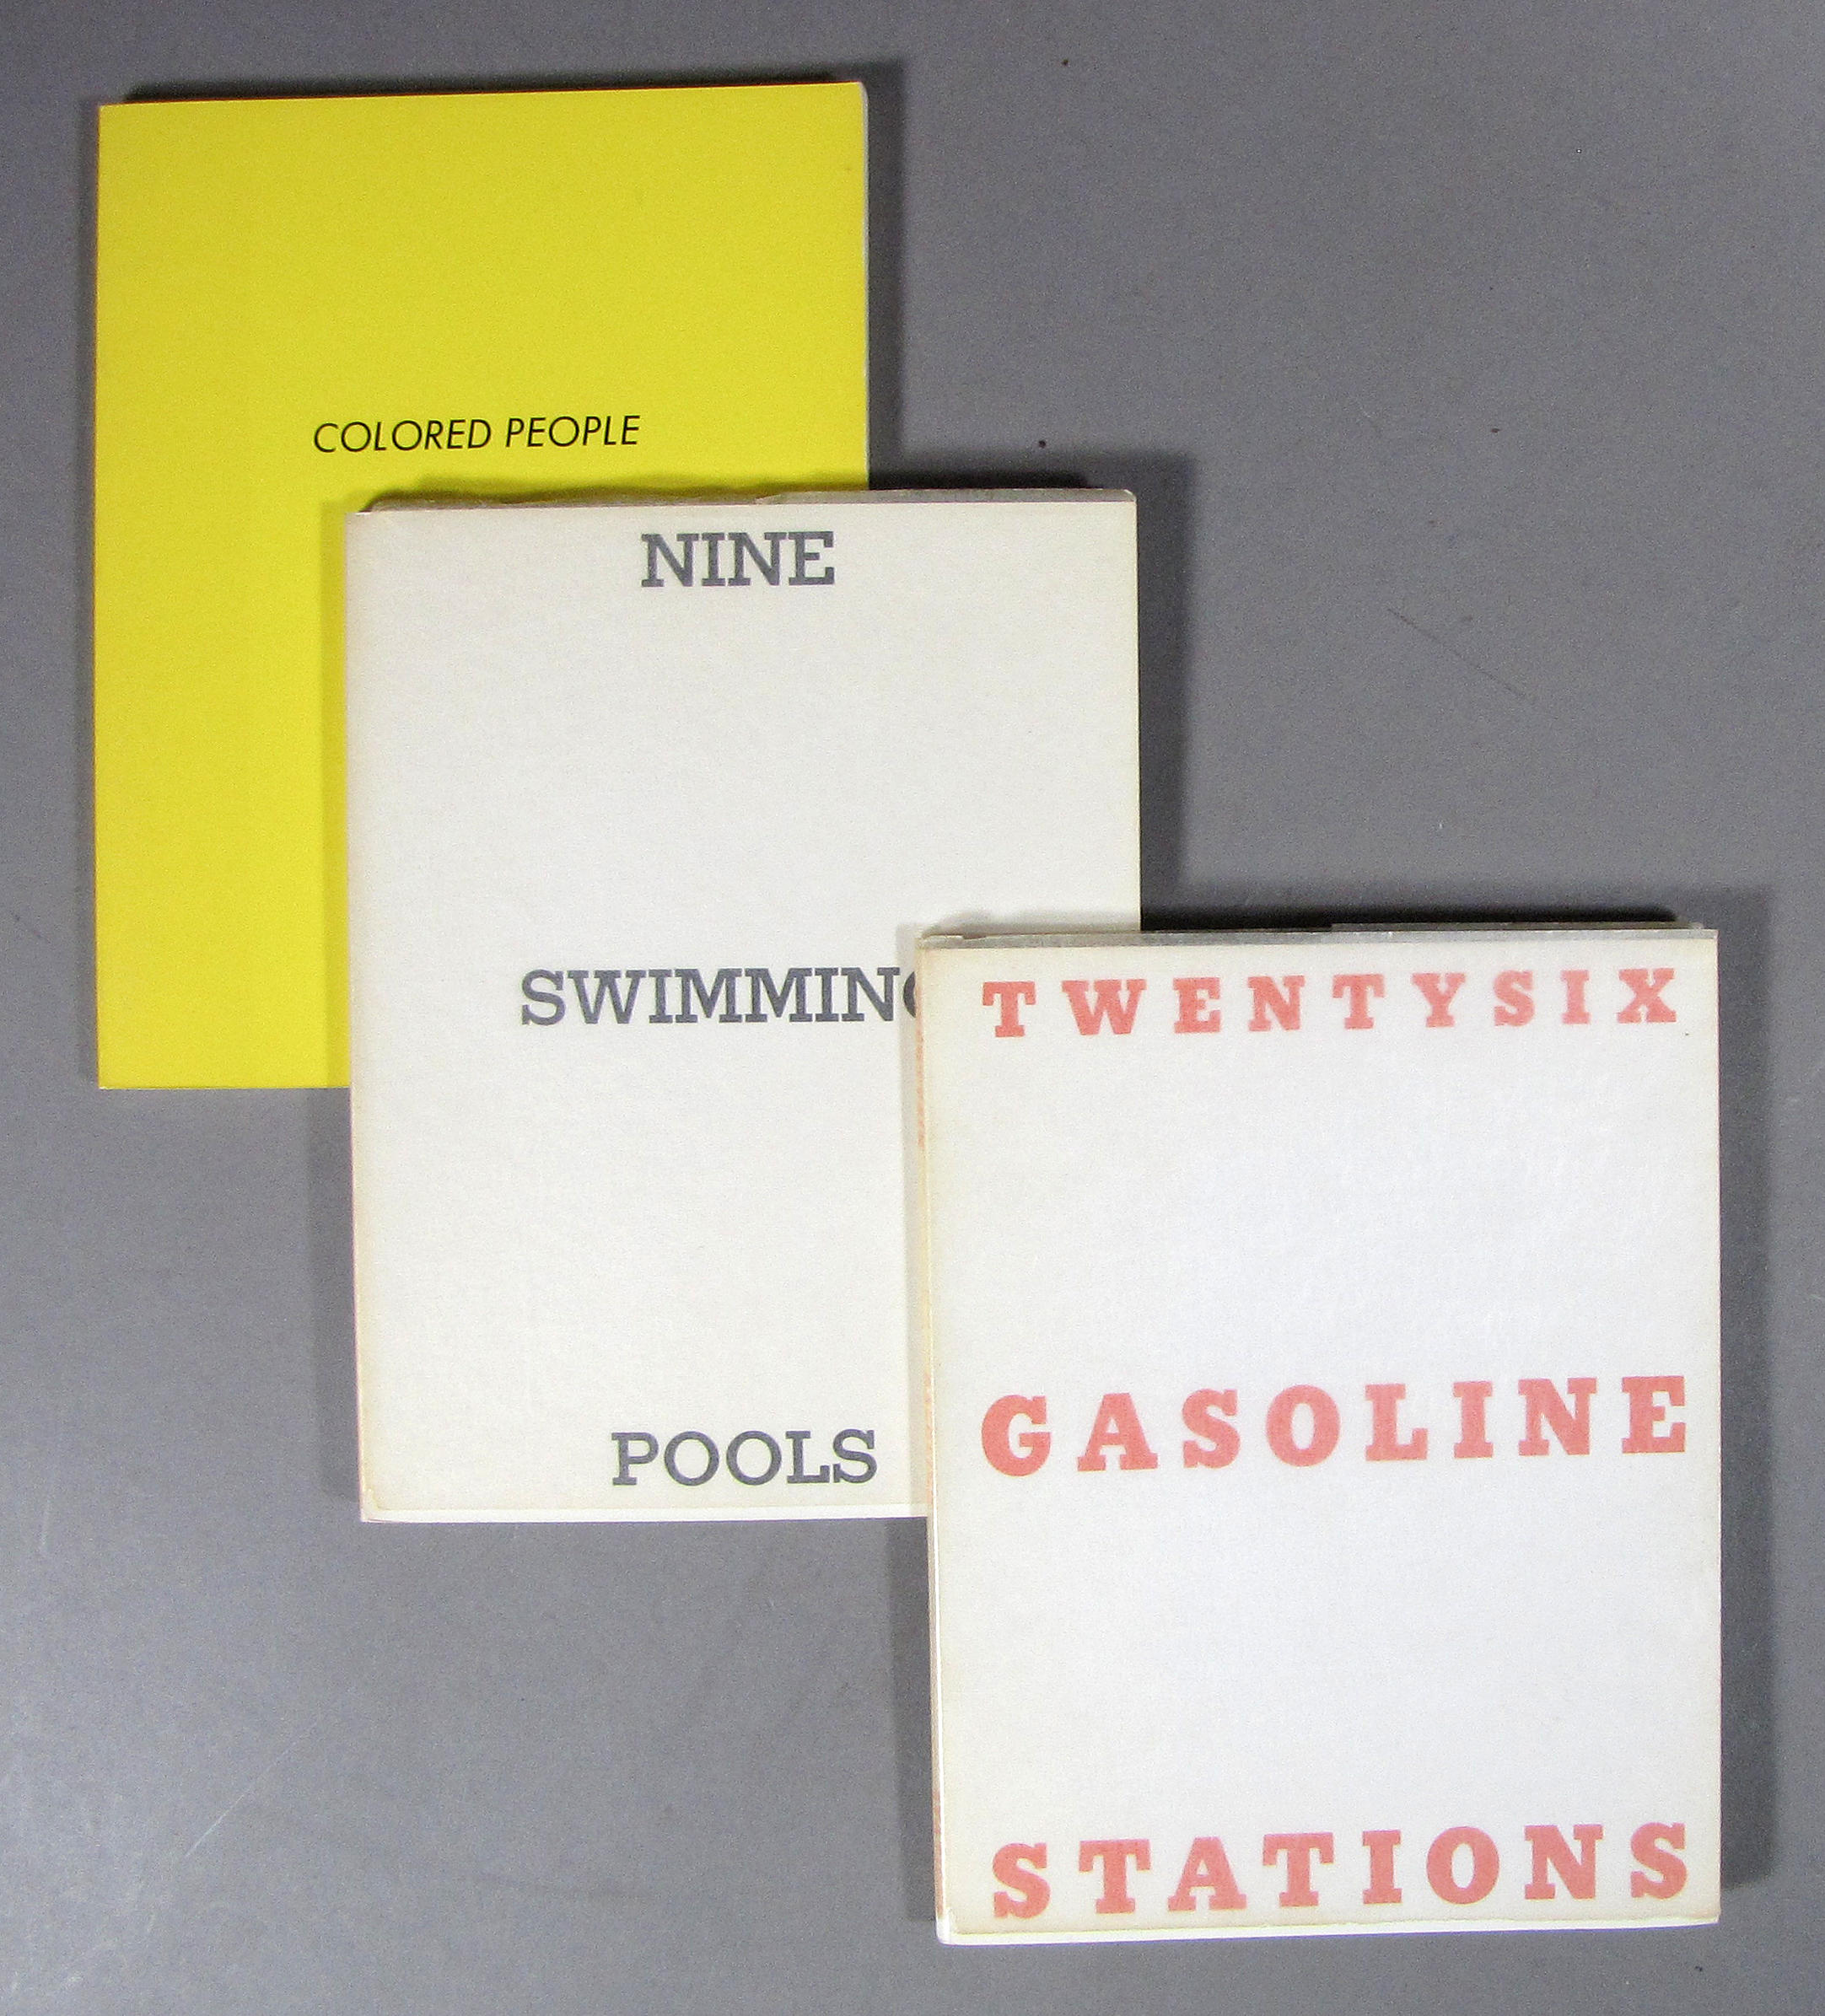 COLORED PEOPLE
NINE
SWIMMING
POOLS
TWENTYSIX
GASOLINE
STATIONS